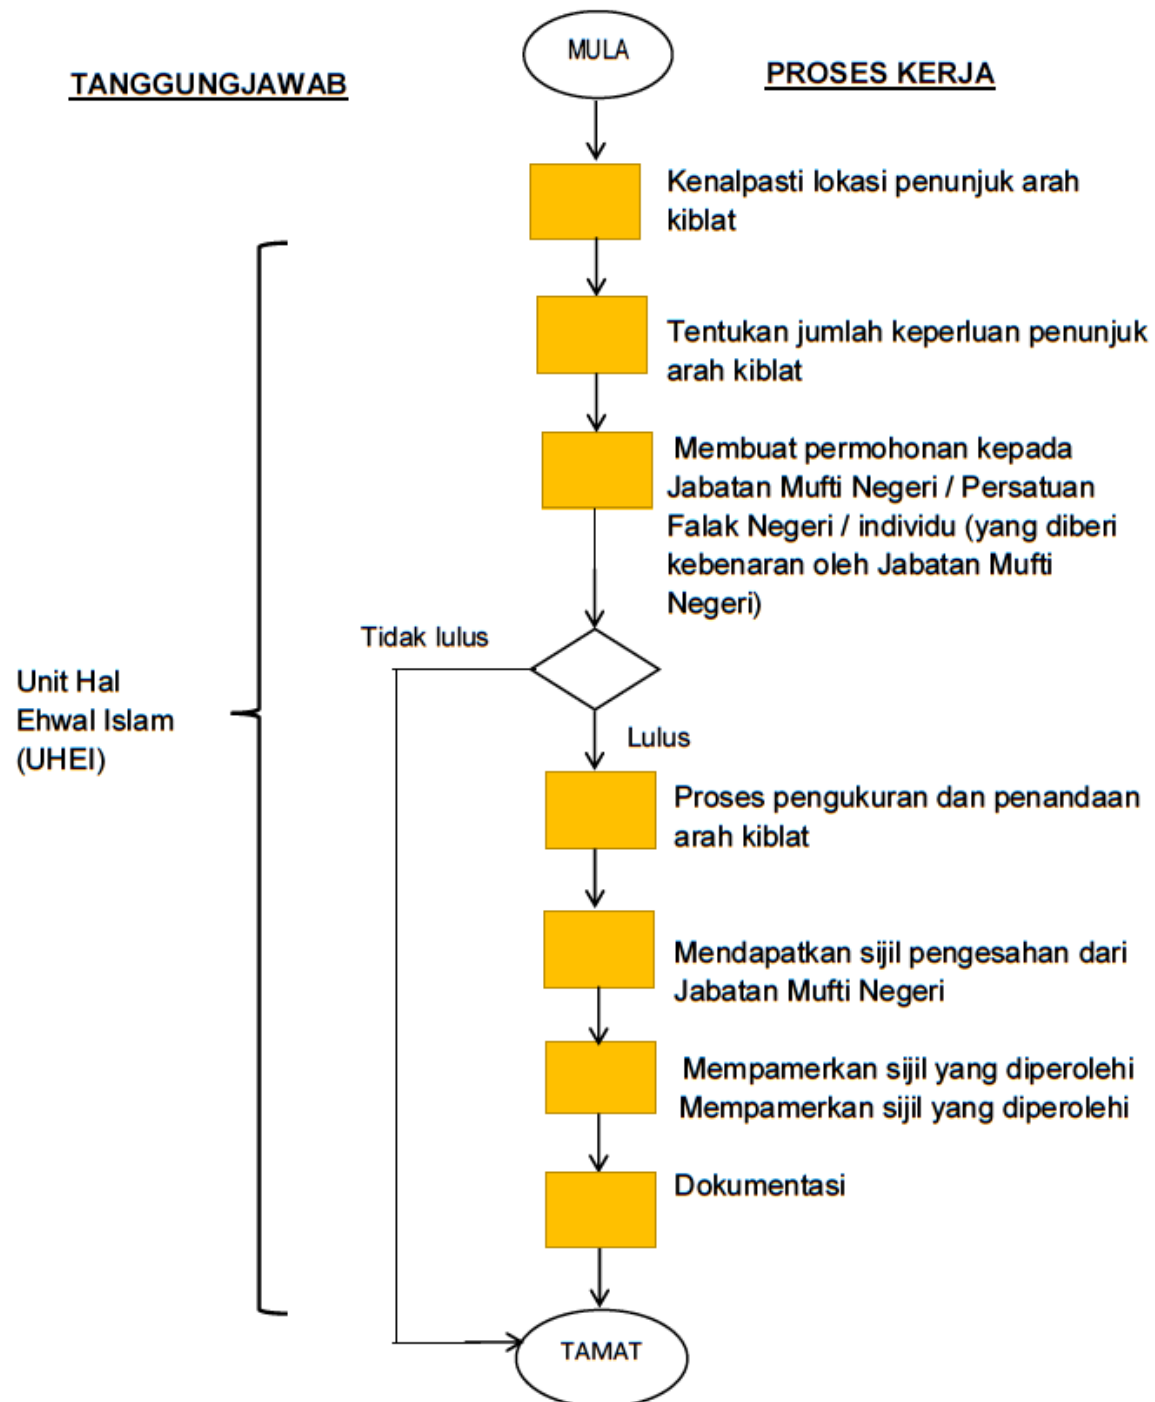 MULA
TANGGUNGJAWAB
PROSES KERJA
Kenalpasti lokasi penunjuk arah
kiblat
Tentukan jumlah keperluan penunjuk
arah kiblat
Membuat permohonan kepada
Jabatan Mufti Negeri / Persatuan
Falak Negeri / individu (yang diberi
kebenaran oleh Jabatan Mufti
Negeri)
Tidak lulus
Unit Hal
Ehwal Islam
(UHEI)
Lulus
Proses pengukuran dan penandaan
arah kiblat
Mendapatkan sijil pengesahan dari
Jabatan Mufti Negeri
Mempamerkan sijil yang diperolehi
Mempamerkan sijil yang diperolehi
Dokumentasi
TAMAT